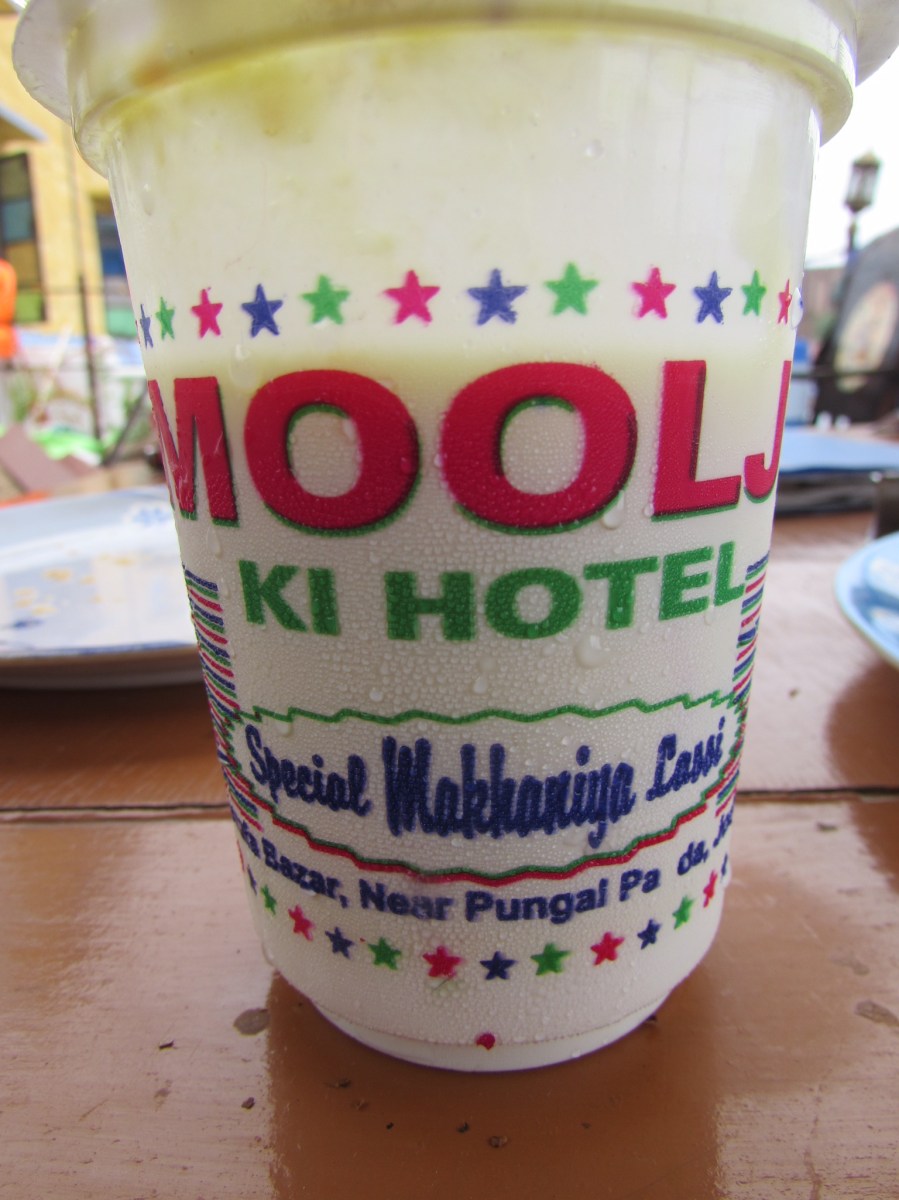 MOOLJ
KI HOTEL
Special Makhaniya Lassi
Bazar, Near Pungal Pa da,